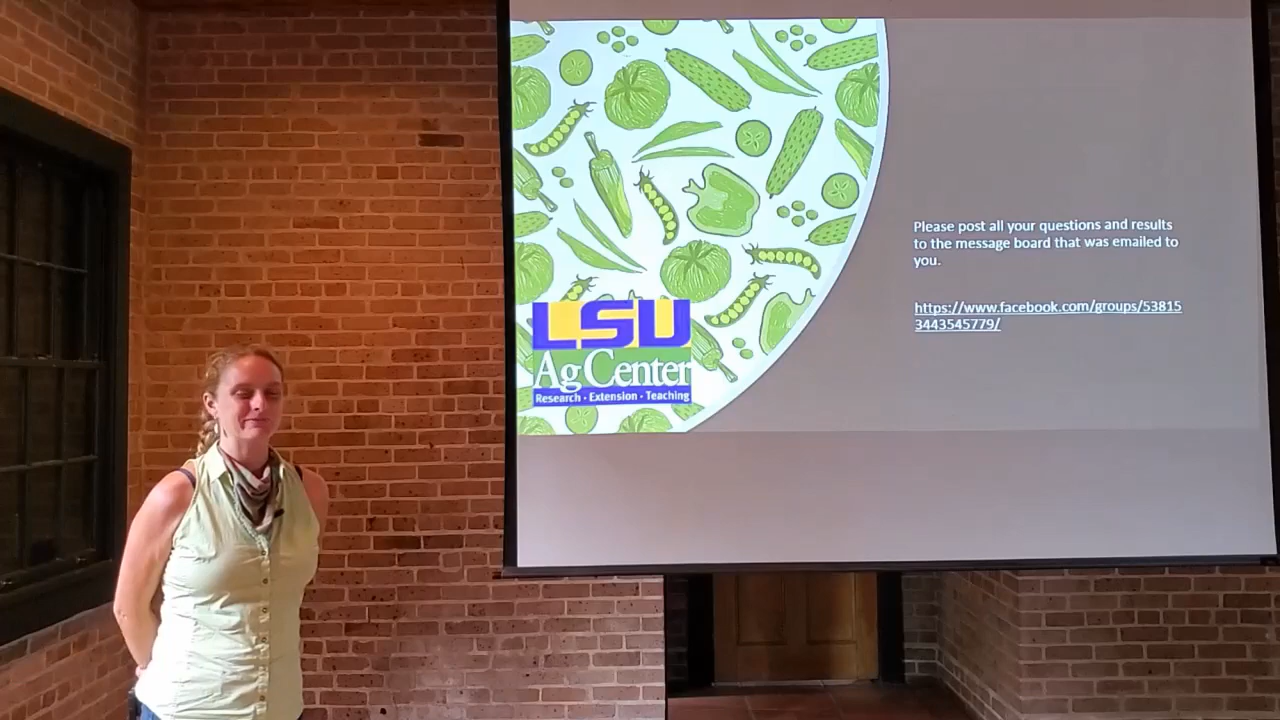 LSU
AgCenter
Research · Extension · Teaching
Please post all your questions and results
to the message board that was emailed to
you.
https://www.facebook.com/groups/53815
3443545779/